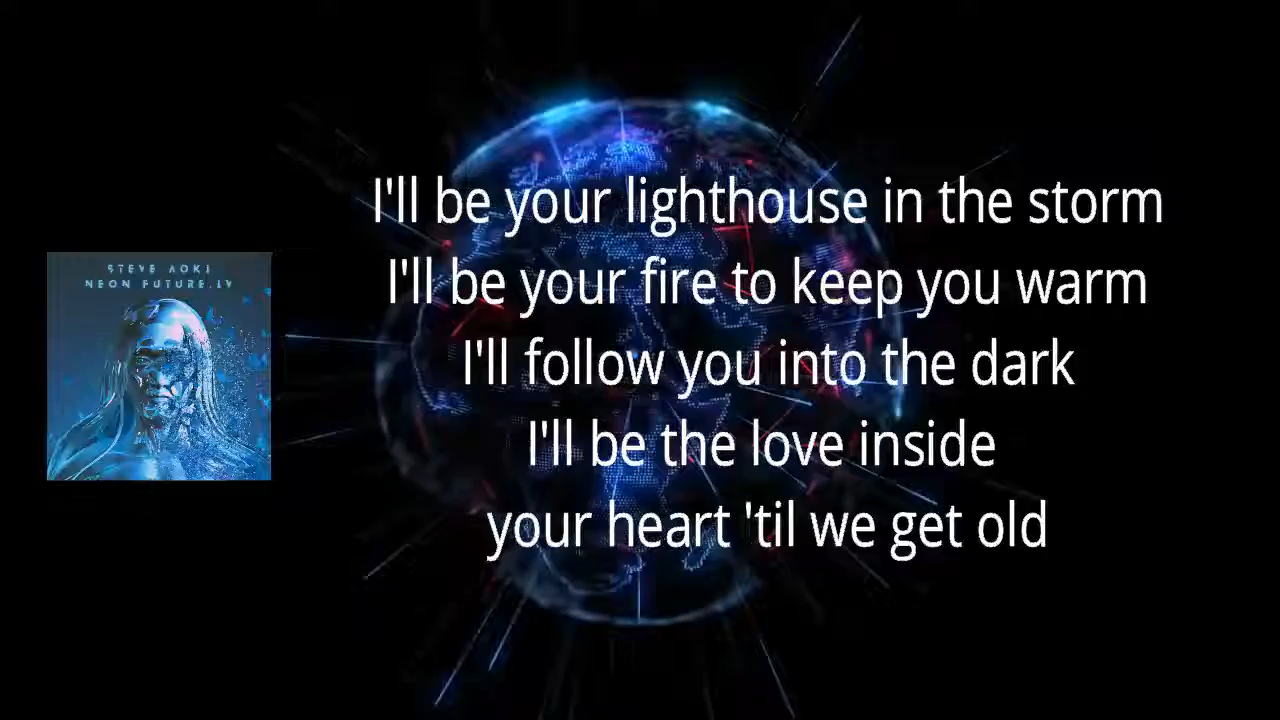 STEVE AOKI
NEON FUTURE.IV
I'll be your lighthouse in the storm
I'll be your fire to keep you warm
I'll follow you into the dark
I'll be the love inside
your heart 'til we get old